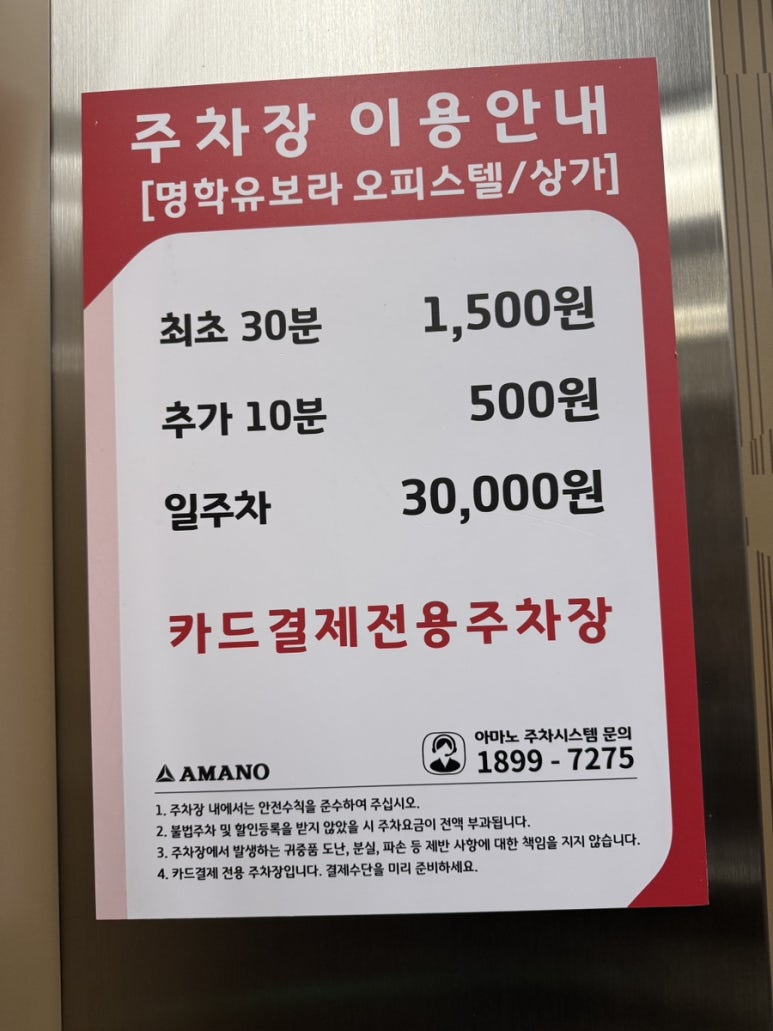 주차장 이용안내
[명학유보라 오피스텔/상가]
최초 30분 1,500원
추가 10분 500원
일주차 30,000원
카드결제전용주차장
AMANO
아마노 주차시스템 문의
1899 - 7275
1. 주차장 내에서는 안전수칙을 준수하여 주십시오.
2. 불법주차 및 할인등록을 받지 않았을 시 주차요금이 전액 부과됩니다.
3. 주차장에서 발생하는 귀중품 도난, 분실, 파손 등 제반 사항에 대한 책임을 지지 않습니다.
4. 카드결제 전용 주차장입니다. 결제수단을 미리 준비하세요.